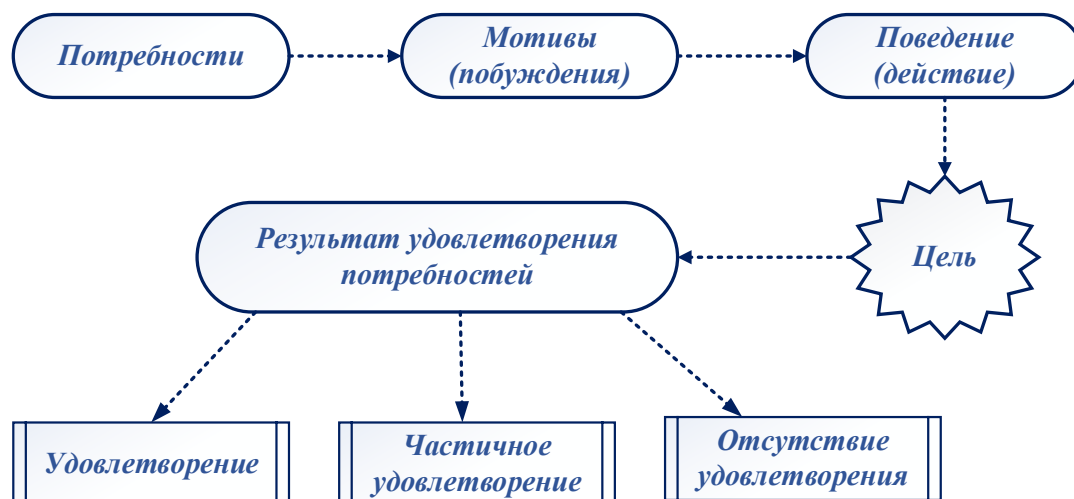 Потребности
Мотивы
(побуждения)
Поведение
(действие)
Результат удовлетворения
потребностей
Цель
Удовлетворение
Частичное
удовлетворение
Отсутствие
удовлетворения